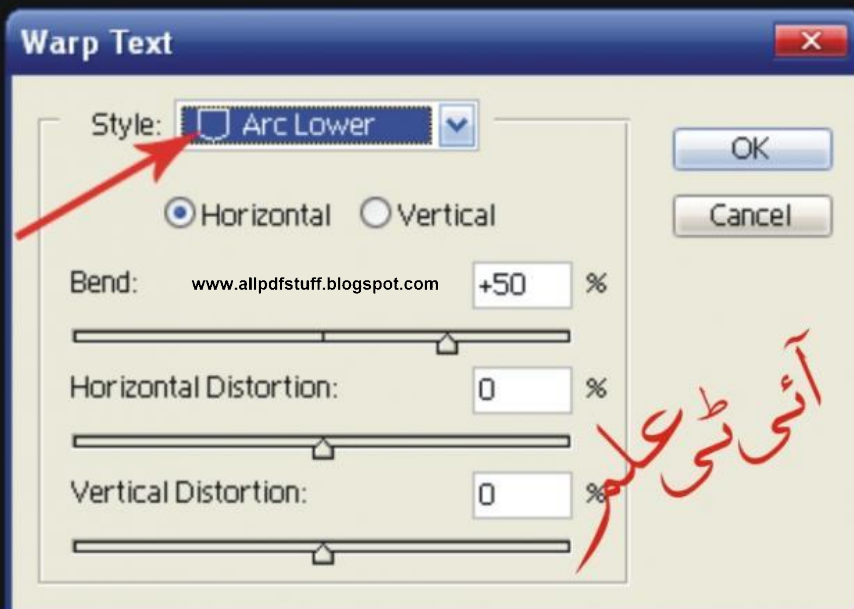 Warp Text
Style: Arc Lower
OK
Horizontal Vertical
Cancel
Bend: www.allpdfstuff.blogspot.com +50 %
Horizontal Distortion: 0 %
Vertical Distortion: 0 %
آئی ٹی علم